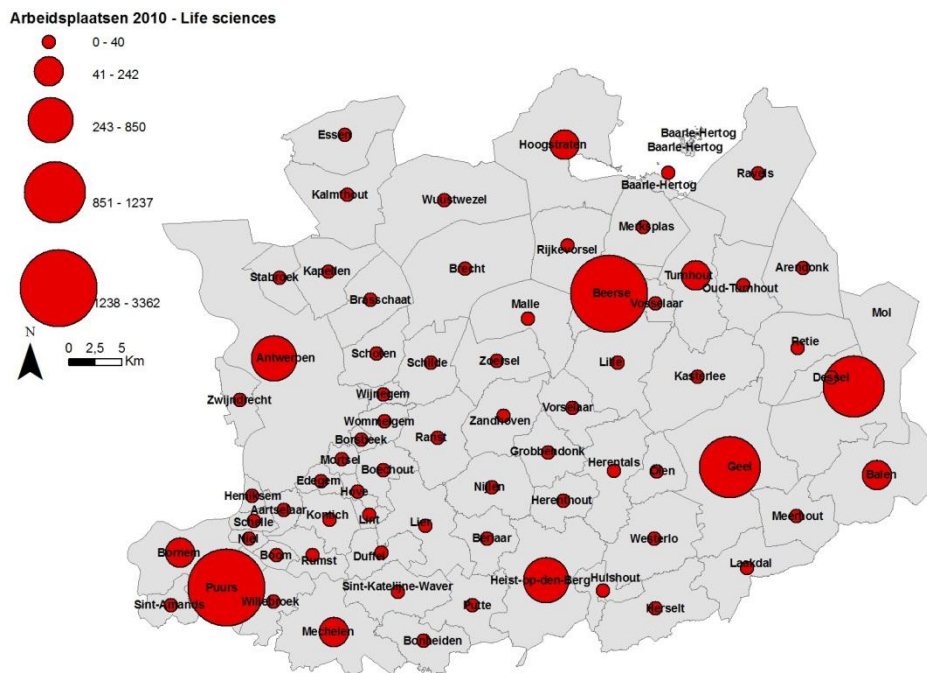 Arbeidsplaatsen 2010 - Life sciences
0 - 40
41 - 242
243 - 850
851 - 1237
1238 - 3362
N
0 2,5 5
Km
Essen
Hoogstraten
Baarle-Hertog
Baarle-Hertog
Baarle-Hertog
Ravels
Kalmthout
Wuustwezel
Merksplas
Rijkevorsel
Stabroek
Kapellen
Brecht
Turnhout
Oud-Turnhout
Arendonk
Beerse
Vosselaar
Brasschaat
Malle
Mol
Antwerpen
Schoten
Schilde
Zoersel
Lille
Kasterlee
Retie
Dessel
Zwijndrecht
Wijnegem
Wommelgem
Zandhoven
Vorselaar
Borsbeek
Ranst
Grobbendonk
Mortsel
Boechout
Herentals
Olen
Geel
Balen
Edegem
Hove
Nijlen
Herenthout
Hemiksem
Aartselaar
Schelle
Kontich
Lint
Lier
Meerhout
Niel
Berlaar
Westerlo
Bornem
Boom
Rumst
Duffel
Laakdal
Puurs
Sint-Katelijne-Waver
Heist-op-den-Berg
Hulshout
Sint-Amands
Willebroek
Putte
Herselt
Mechelen
Bonheiden